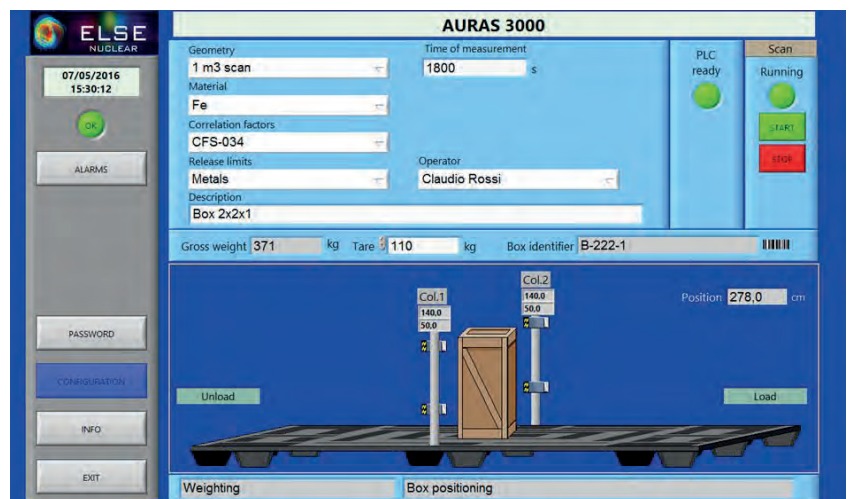 ELSE
NUCLEAR
AURAS 3000
07/05/2016
15:30:12
OK
ALARMS
PASSWORD
CONFIGURATION
INFO
EXIT
Geometry
1 m3 scan
Time of measurement
1800 s
Material
Fe
Correlation factors
CFS-034
Release limits
Metals
Operator
Claudio Rossi
Description
Box 2x2x1
PLC
ready
Scan
Running
START
STOP
Gross weight 371 kg Tare 110 kg Box identifier B-222-1
Col.1
140.0
50.0
Col.2
140.0
50.0
Position 278,0 cm
Unload
Load
Weighting
Box positioning